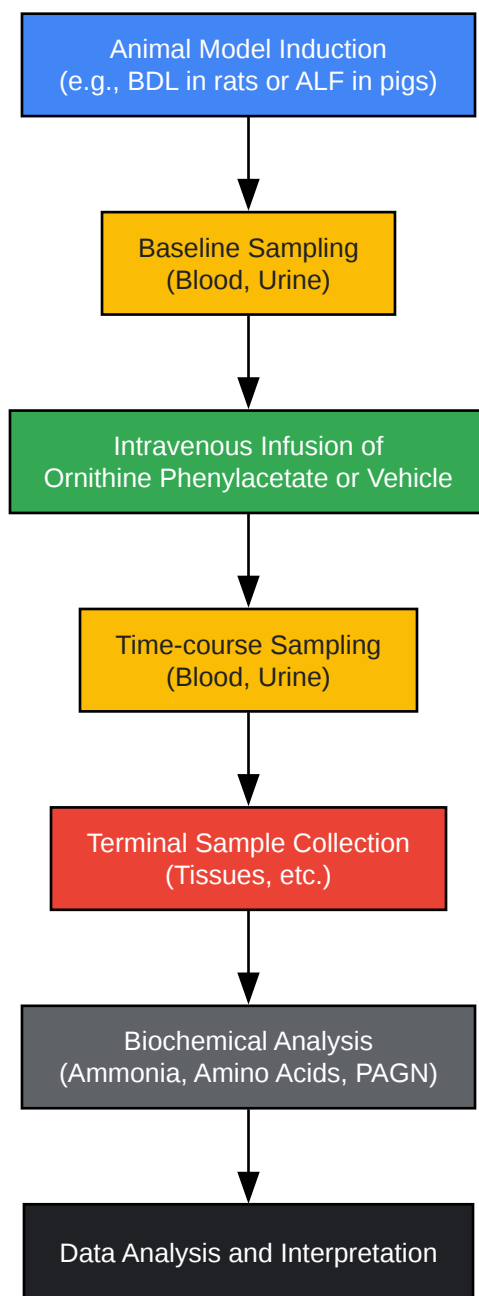 Animal Model Induction
(e.g., BDL in rats or ALF in pigs)
Baseline Sampling
(Blood, Urine)
Intravenous Infusion of
Ornithine Phenylacetate or Vehicle
Time-course Sampling
(Blood, Urine)
Terminal Sample Collection
(Tissues, etc.)
Biochemical Analysis
(Ammonia, Amino Acids, PAGN)
Data Analysis and Interpretation